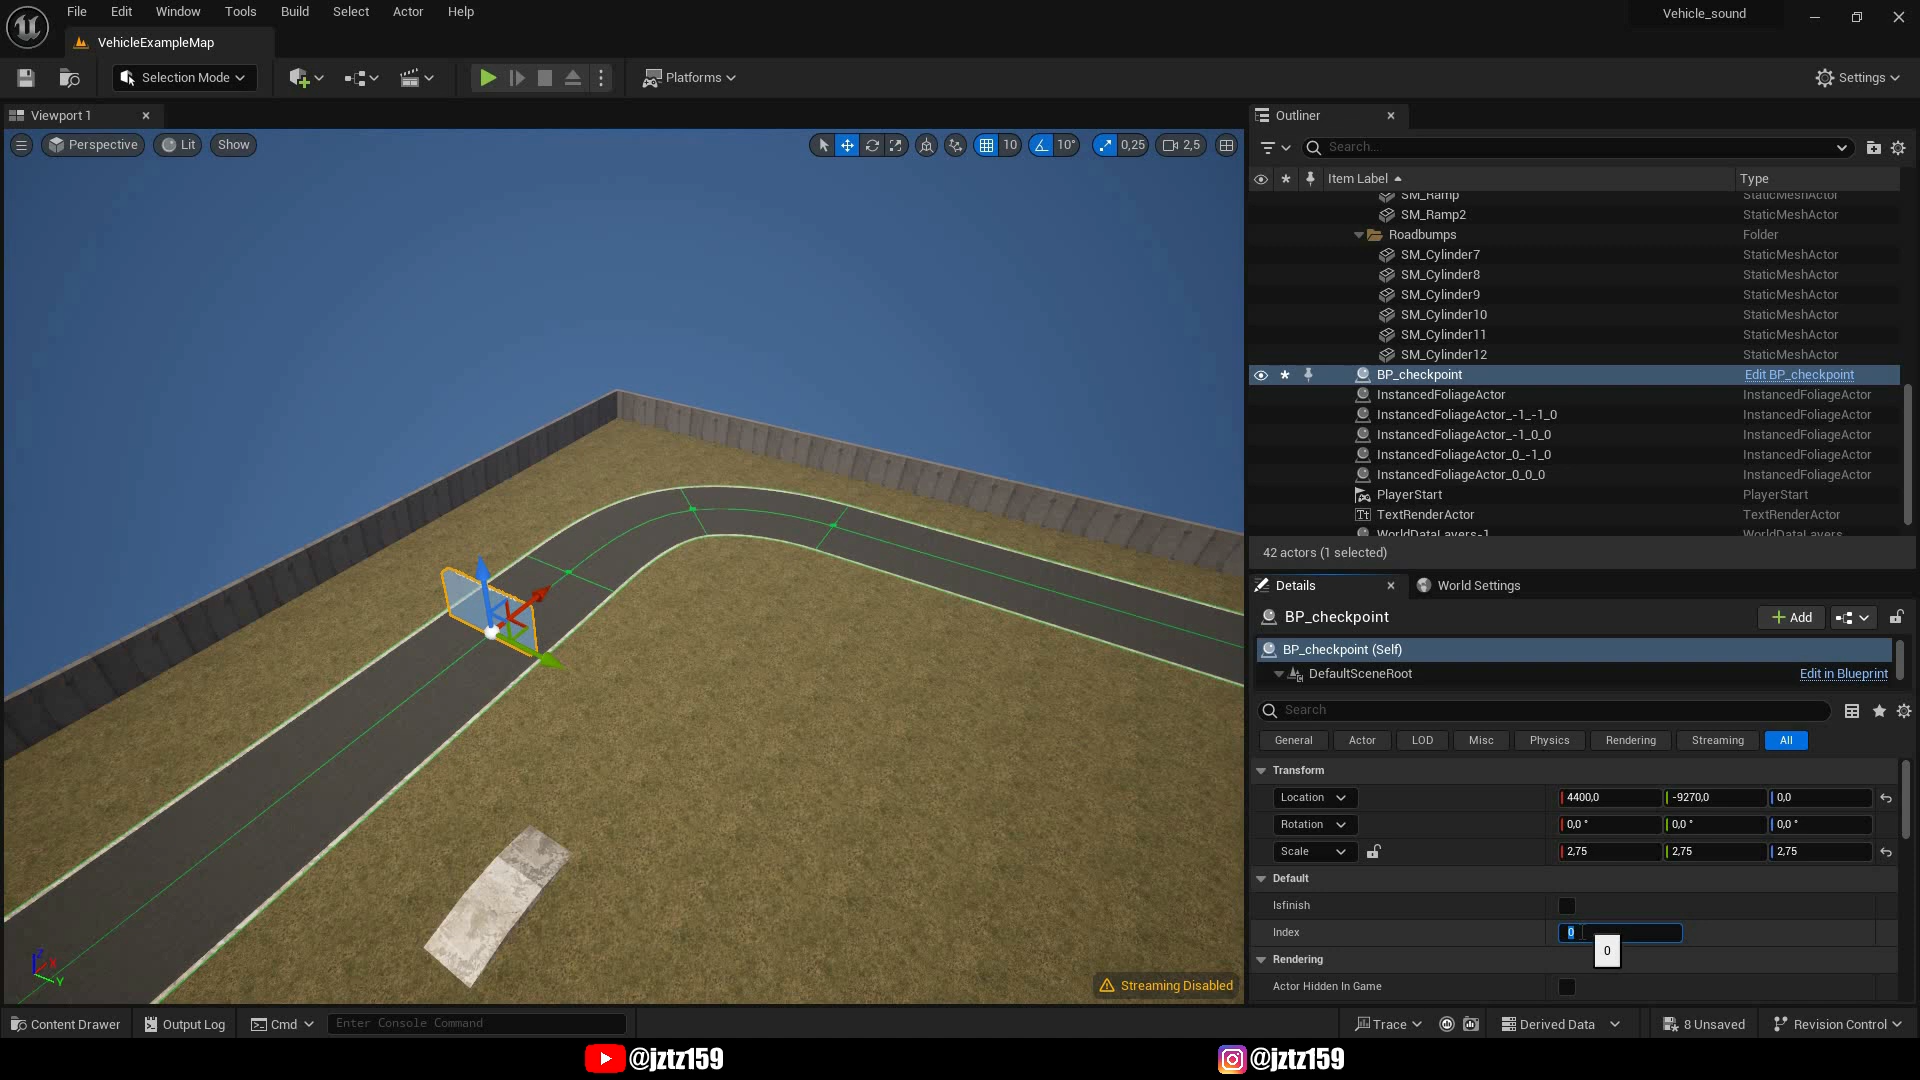 File Edit Window Tools Build Select Actor Help
Vehicle_sound
VehicleExampleMap
Selection Mode
Platforms
Settings
Viewport 1
Perspective
Lit
Show
10
10°
0,25
2,5
Outliner
Search...
Item Label
Type
SM_Ramp StaticMeshActor
SM_Ramp2 StaticMeshActor
Roadbumps Folder
SM_Cylinder7 StaticMeshActor
SM_Cylinder8 StaticMeshActor
SM_Cylinder9 StaticMeshActor
SM_Cylinder10 StaticMeshActor
SM_Cylinder11 StaticMeshActor
SM_Cylinder12 StaticMeshActor
BP_checkpoint Edit BP_checkpoint
InstancedFoliageActor InstancedFoliageActor
InstancedFoliageActor_-1_-1_0 InstancedFoliageActor
InstancedFoliageActor_-1_0_0 InstancedFoliageActor
InstancedFoliageActor_0_-1_0 InstancedFoliageActor
InstancedFoliageActor_0_0_0 InstancedFoliageActor
PlayerStart PlayerStart
TextRenderActor TextRenderActor
WorldDataLayers-1 WorldDataLayers
42 actors (1 selected)
Details
World Settings
BP_checkpoint
Add
BP_checkpoint (Self)
DefaultSceneRoot
Edit in Blueprint
Search
General Actor LOD Misc Physics Rendering Streaming All
Transform
Location 4400,0 -9270,0 0,0
Rotation 0,0 ° 0,0 ° 0,0 °
Scale 2,75 2,75 2,75
Default
Isfinish
Index 0
0
Rendering
Actor Hidden In Game
Z
X
Y
Streaming Disabled
Content Drawer
Output Log
Cmd
Enter Console Command
Trace
Derived Data
8 Unsaved
Revision Control
@jztz159
@jztz159